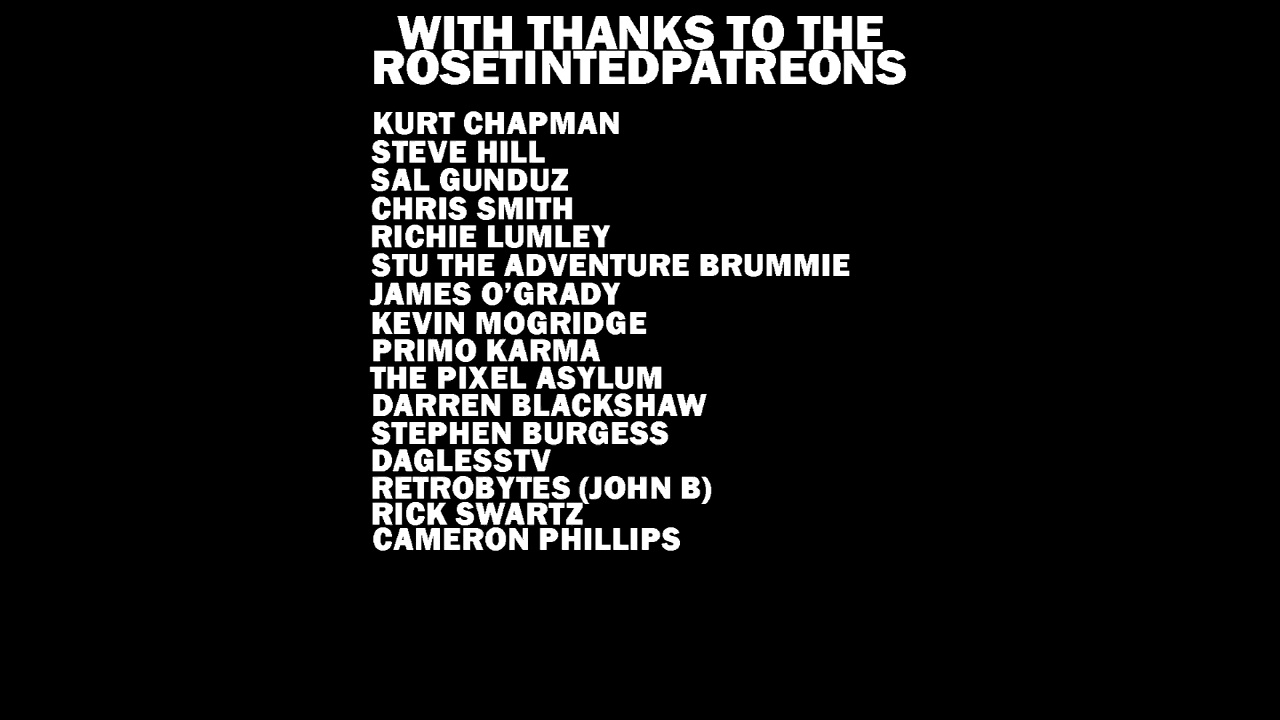 WITH THANKS TO THE
ROSETINTEDPATREONS
KURT CHAPMAN
STEVE HILL
SAL GUNDUZ
CHRIS SMITH
RICHIE LUMLEY
STU THE ADVENTURE BRUMMIE
JAMES O’GRADY
KEVIN MOGRIDGE
PRIMO KARMA
THE PIXEL ASYLUM
DARREN BLACKSHAW
STEPHEN BURGESS
DAGLESSTV
RETROBYTES (JOHN B)
RICK SWARTZ
CAMERON PHILLIPS